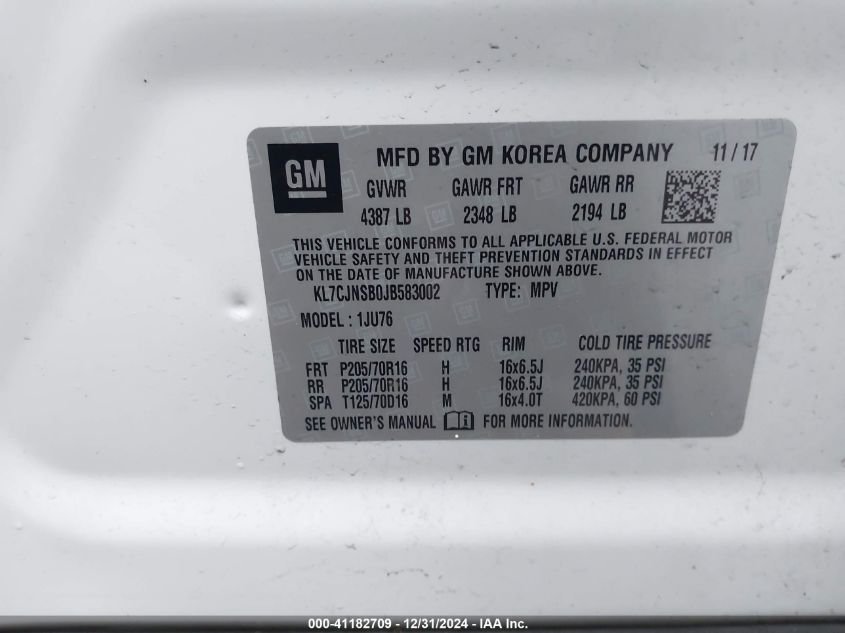 GM
MFD BY GM KOREA COMPANY 11/17
GVWR GAWR FRT GAWR RR
4387 LB 2348 LB 2194 LB
THIS VEHICLE CONFORMS TO ALL APPLICABLE U.S. FEDERAL MOTOR
VEHICLE SAFETY AND THEFT PREVENTION STANDARDS IN EFFECT
ON THE DATE OF MANUFACTURE SHOWN ABOVE.
KL7CJNSB0JB583002 TYPE: MPV
MODEL : 1JU76
TIRE SIZE SPEED RTG RIM COLD TIRE PRESSURE
FRT P205/70R16 H 16x6.5J 240KPA, 35 PSI
RR P205/70R16 H 16x6.5J 240KPA, 35 PSI
SPA T125/70D16 M 16x4.0T 420KPA, 60 PSI
SEE OWNER'S MANUAL FOR MORE INFORMATION.
000-41182709 - 12/31/2024 - IAA Inc.